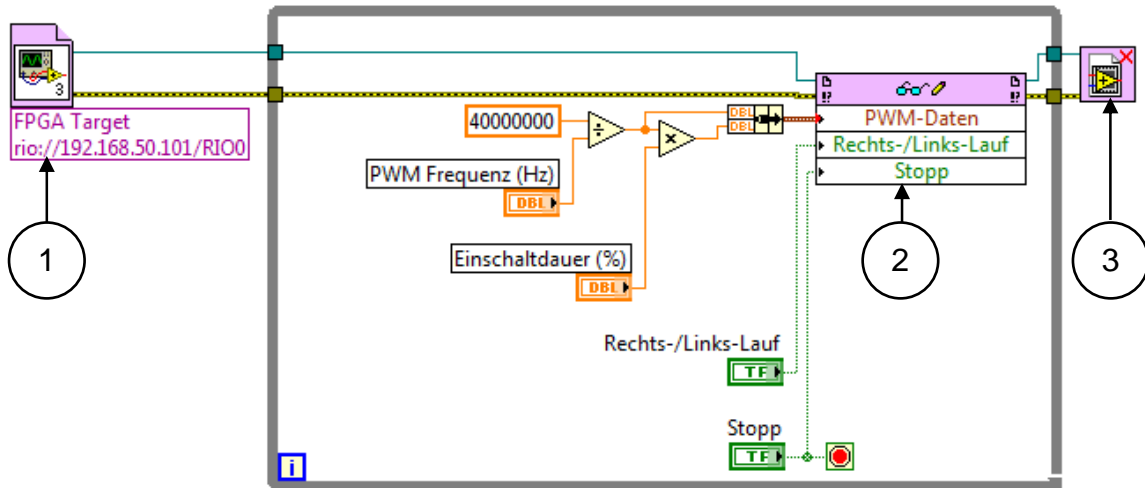 3
FPGA Target
rio://192.168.50.101/RIO0
1
40000000
PWM Frequenz (Hz)
DBL
Einschaltdauer (%)
DBL
DBL
DBL
PWM-Daten
Rechts-/Links-Lauf
Stopp
2
3
Rechts-/Links-Lauf
TF
Stopp
TF
i